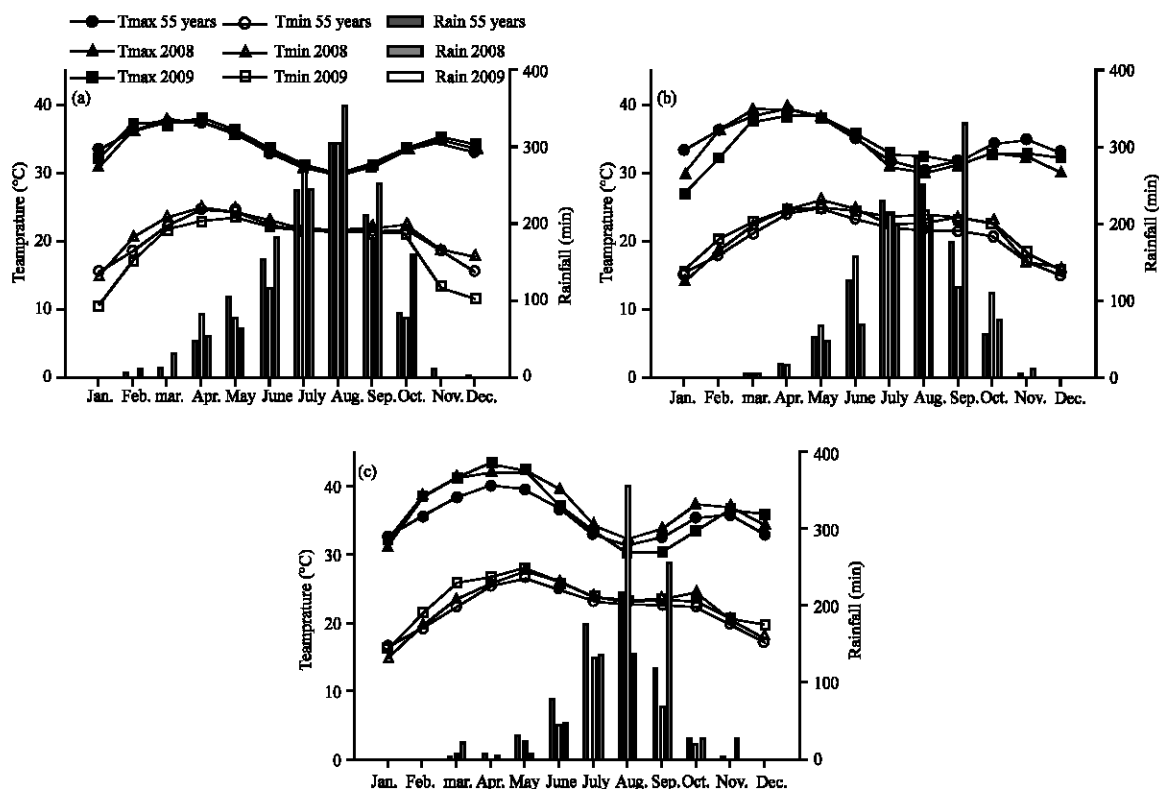 Tmax 55 years Tmin 55 years Rain 55 years
Tmax 2008 Tmin 2008 Rain 2008
Tmax 2009 Tmin 2009 Rain 2009
(a)
Teamprature (°C)
40
30
20
10
0
400
300
200
100
0
Rainfall (min)
Jan. Feb. mar. Apr. May June July Aug. Sep. Oct. Nov. Dec.
(b)
Teamprature (°C)
40
30
20
10
0
400
300
200
100
0
Rainfall (min)
Jan. Feb. mar. Apr. May June July Aug. Sep. Oct. Nov. Dec.
(c)
Teamprature (°C)
40
30
20
10
0
400
300
200
100
0
Rainfall (min)
Jan. Feb. mar. Apr. May June July Aug. Sep. Oct. Nov. Dec.